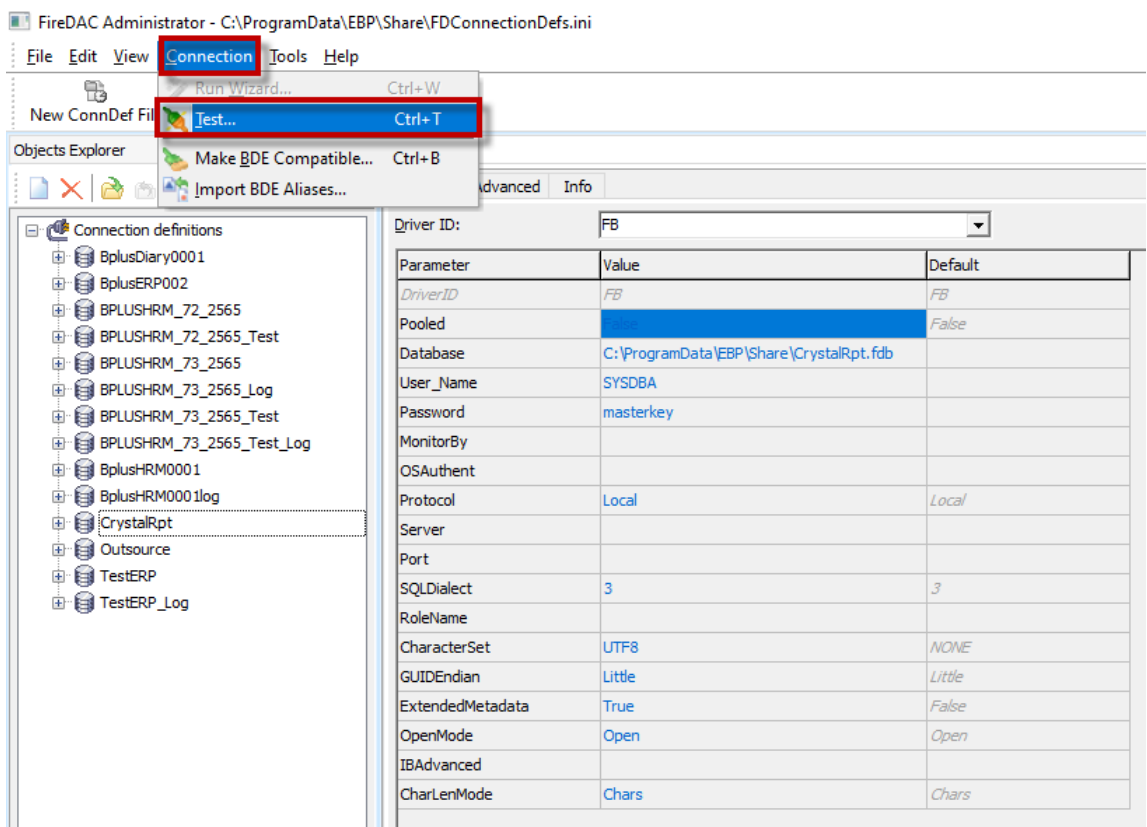 FireDAC Administrator - C:\ProgramData\EBP\Share\FDConnectionDefs.ini
File Edit View Connection Tools Help
Run Wizard... Ctrl+W
New ConnDef Fil
Test... Ctrl+T
Make BDE Compatible... Ctrl+B
Import BDE Aliases...
Objects Explorer
Advanced Info
Connection definitions
BplusDiary0001
BplusERP002
BPLUSHRM_72_2565
BPLUSHRM_72_2565_Test
BPLUSHRM_73_2565
BPLUSHRM_73_2565_Log
BPLUSHRM_73_2565_Test
BPLUSHRM_73_2565_Test_Log
BplusHRM0001
BplusHRM0001log
CrystalRpt
Outsource
TestERP
TestERP_Log
Driver ID: FB
Parameter Value Default
DriverID FB FB
Pooled False False
Database C:\ProgramData\EBP\Share\CrystalRpt.fdb
User_Name SYSDBA
Password masterkey
MonitorBy
OSAuthent
Protocol Local Local
Server
Port
SQLDialect 3 3
RoleName
CharacterSet UTF8 NONE
GUIDEndian Little Little
ExtendedMetadata True False
OpenMode Open Open
IBAdvanced
CharLenMode Chars Chars